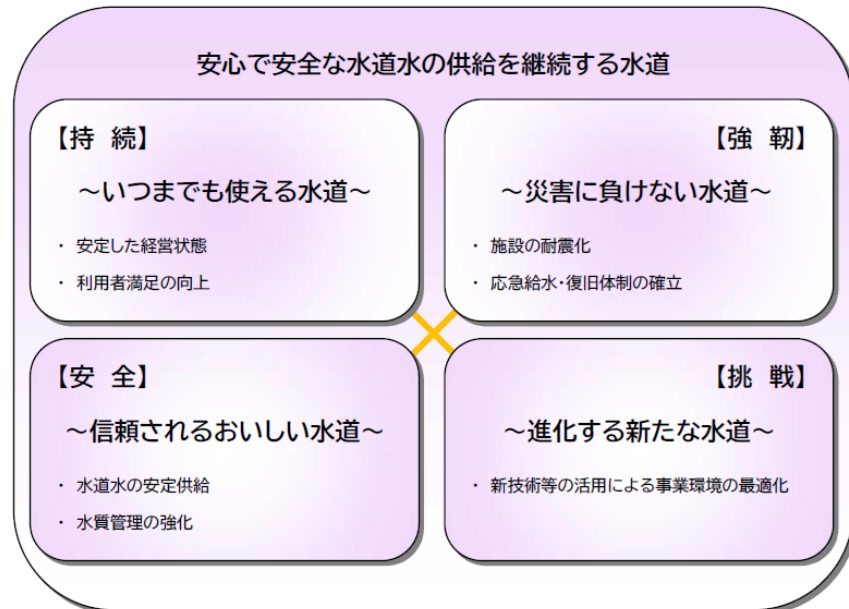 安心で安全な水道水の供給を継続する水道
【持 続】
～いつまでも使える水道～
・ 安定した経営状態
・ 利用者満足の向上
【強 靭】
～災害に負けない水道～
・ 施設の耐震化
・ 応急給水・復旧体制の確立
【安 全】
～信頼されるおいしい水道～
・ 水道水の安定供給
・ 水質管理の強化
【挑 戦】
～進化する新たな水道～
・ 新技術等の活用による事業環境の最適化